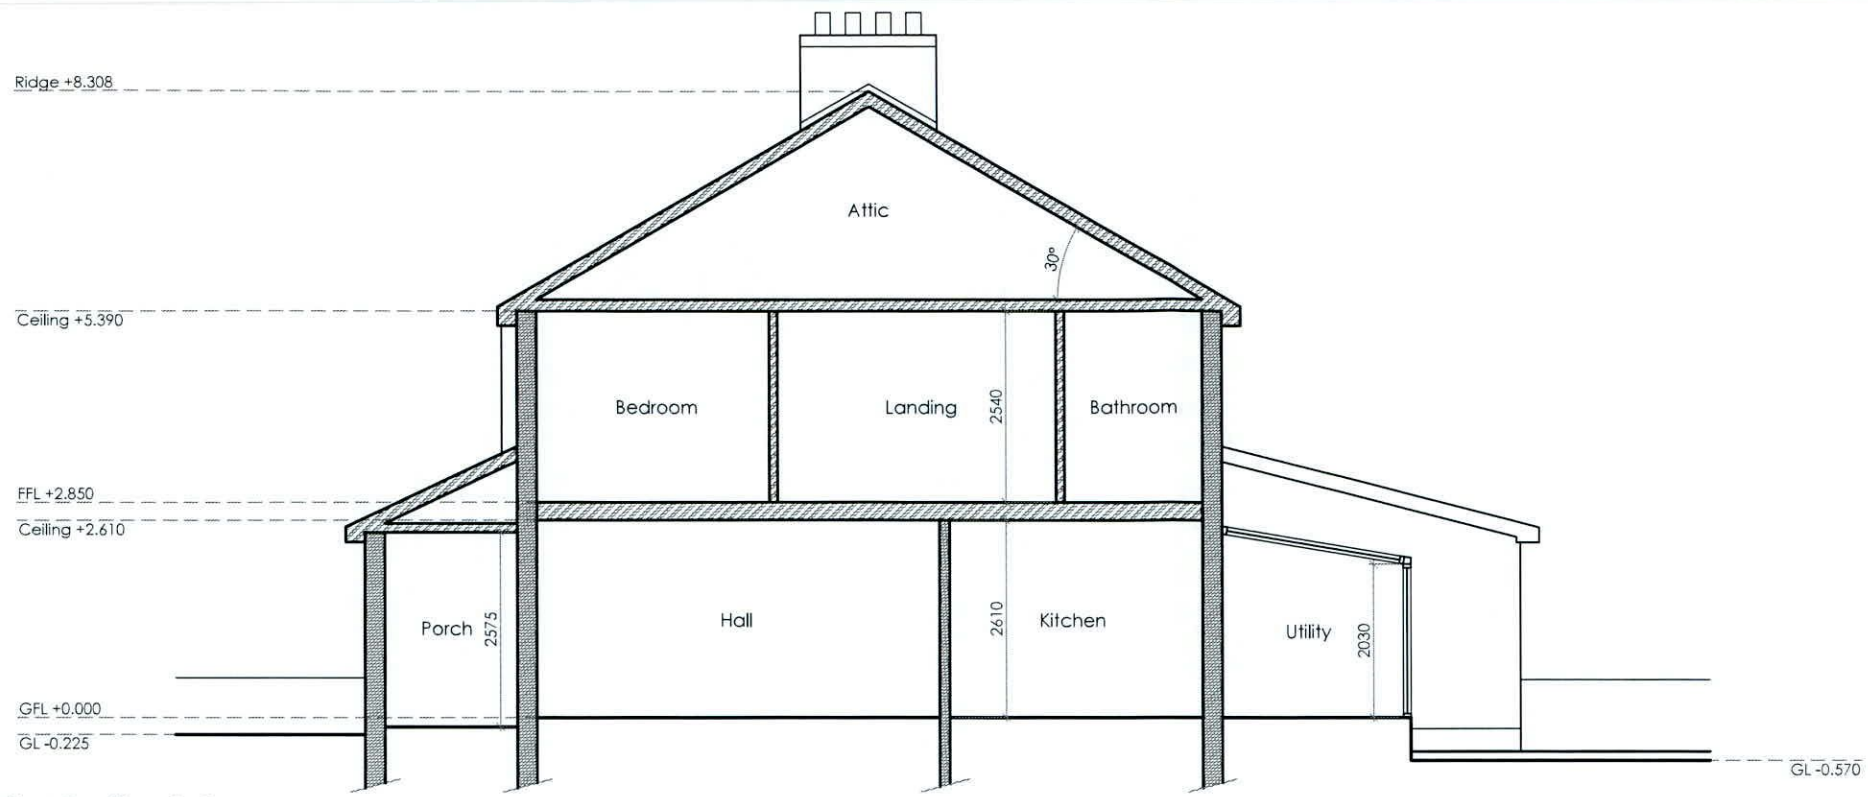 Ridge +8.308
Attic
30°
Ceiling +5.390
Bedroom
Landing
2540
Bathroom
FFL +2.850
Ceiling +2.610
Porch
2575
Hall
2610
Kitchen
Utility
2030
GFL +0.000
GL -0.225
GL -0.570